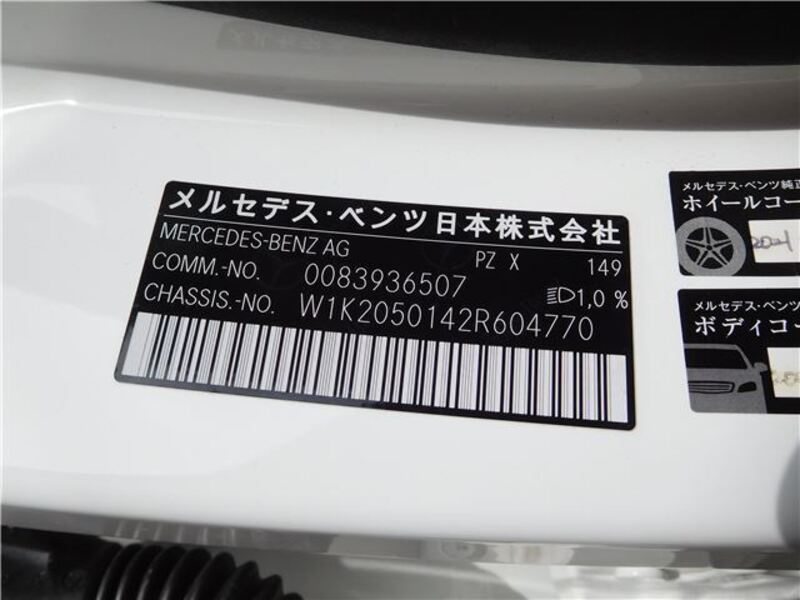 メルセデス・ベンツ日本株式会社
MERCEDES-BENZ AG PZ X 149
COMM.-NO. 0083936507
CHASSIS.-NO. W1K2050142R604770
1,0 %
メルセデス・ベンツ純正
ホイールコー
メルセデス・ベンツ
ボディコー